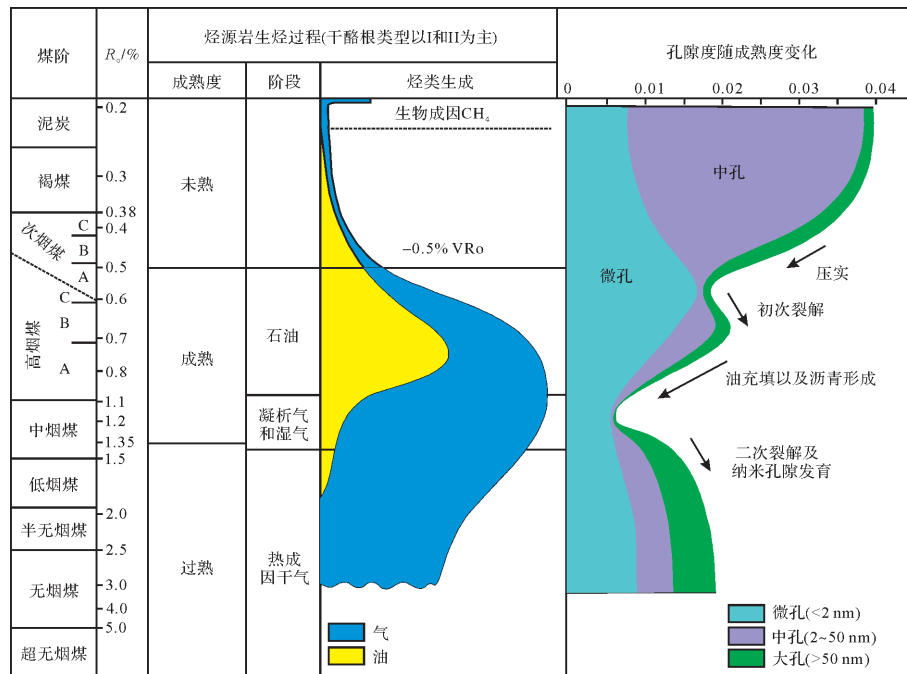 煤阶
Rₒ/%
烃源岩生烃过程(干酪根类型以I和II为主)
孔隙度随成熟度变化
成熟度
阶段
烃类生成
0
0.01
0.02
0.03
0.04
泥炭
褐煤
次烟煤
C
B
A
高烟煤
C
B
A
中烟煤
低烟煤
半无烟煤
无烟煤
超无烟煤
0.2
0.3
0.38
0.4
0.5
0.6
0.7
0.8
1.1
1.2
1.35
1.5
2.0
2.5
3.0
4.0
5.0
未熟
成熟
过熟
石油
凝析气
和湿气
热成
因干气
生物成因CH₄
−0.5% VRo
气
油
中孔
微孔
压实
初次裂解
油充填以及沥青形成
二次裂解及
纳米孔隙发育
微孔(<2 nm)
中孔(2~50 nm)
大孔(>50 nm)